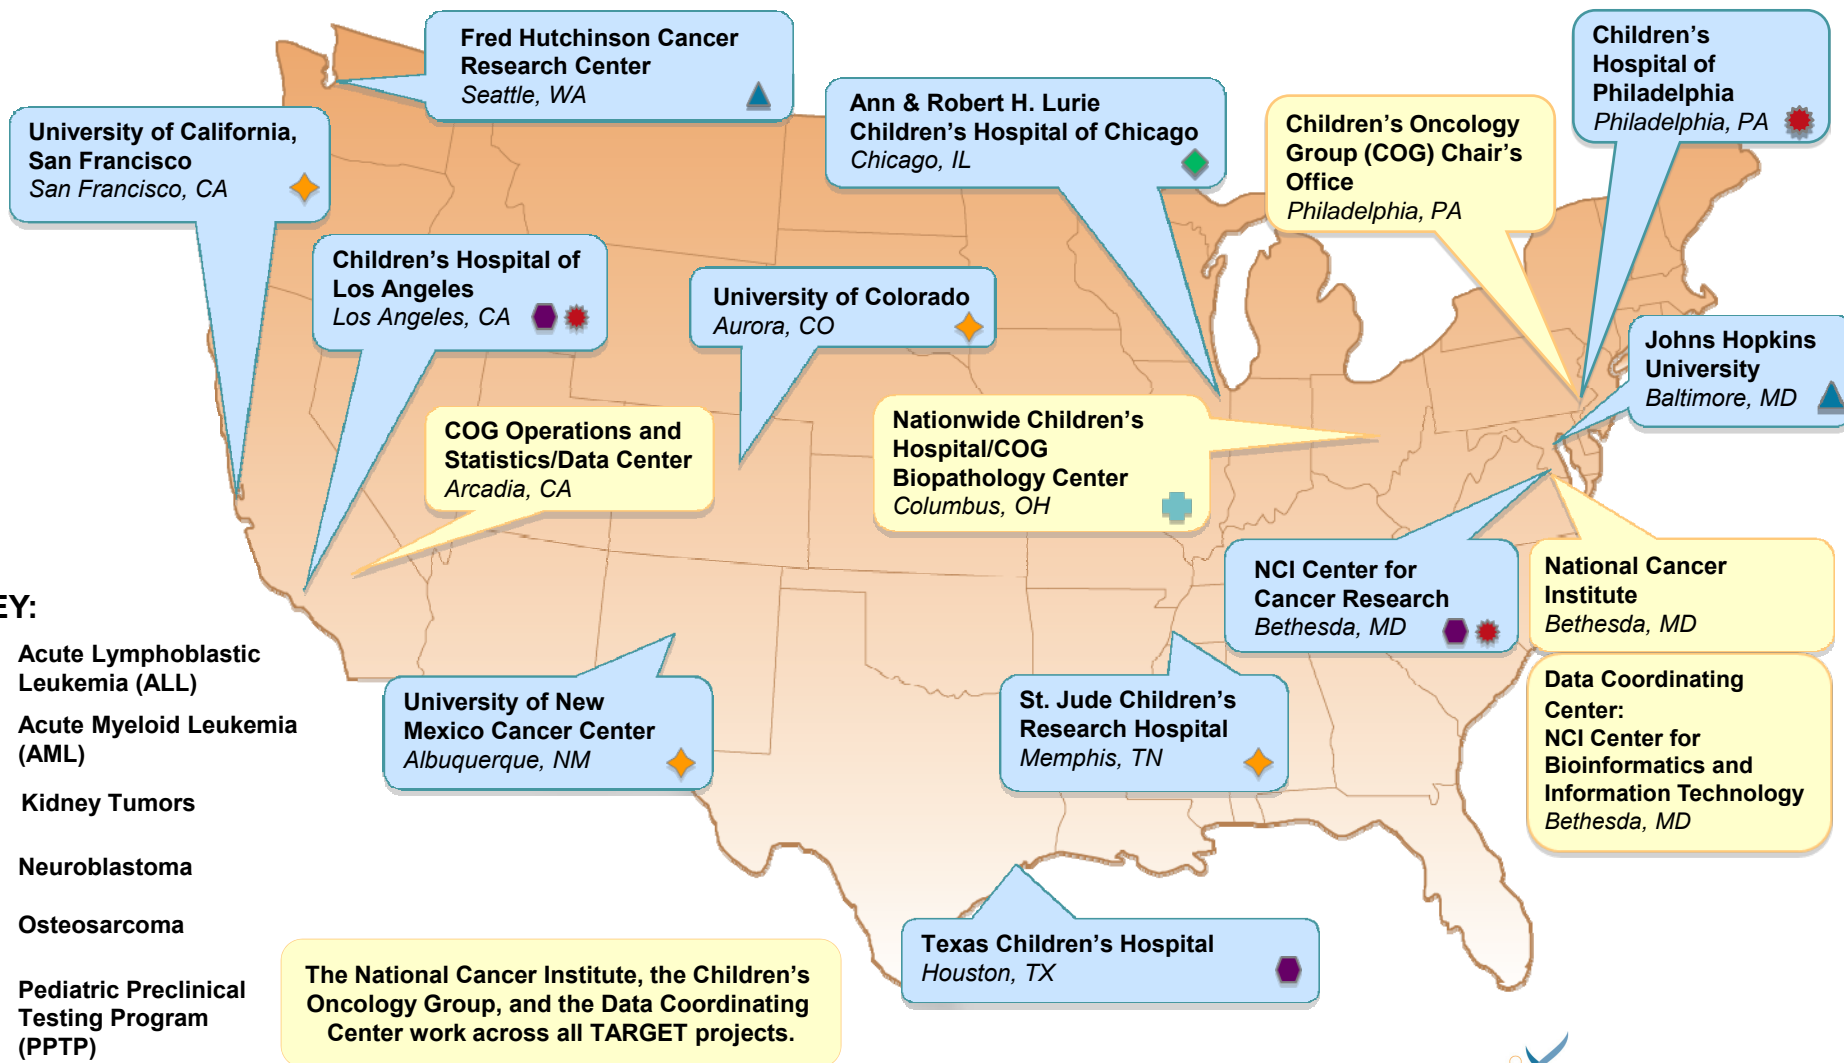 Fred Hutchinson Cancer
Research Center
Seattle, WA
Children's
Hospital of
Philadelphia
Philadelphia, PA
Ann & Robert H. Lurie
Children's Hospital of Chicago
Chicago, IL
Children's Oncology
Group (COG) Chair's
Office
Philadelphia, PA
University of California,
San Francisco
San Francisco, CA
Children's Hospital of
Los Angeles
Los Angeles, CA
University of Colorado
Aurora, CO
Johns Hopkins
University
Baltimore, MD
COG Operations and
Statistics/Data Center
Arcadia, CA
Nationwide Children's
Hospital/COG
Biopathology Center
Columbus, OH
NCI Center for
Cancer Research
Bethesda, MD
National Cancer
Institute
Bethesda, MD
EY:
Acute Lymphoblastic
Leukemia (ALL)
Acute Myeloid Leukemia
(AML)
Kidney Tumors
Neuroblastoma
Osteosarcoma
Pediatric Preclinical
Testing Program
(PPTP)
University of New
Mexico Cancer Center
Albuquerque, NM
St. Jude Children's
Research Hospital
Memphis, TN
Data Coordinating
Center:
NCI Center for
Bioinformatics and
Information Technology
Bethesda, MD
Texas Children's Hospital
Houston, TX
The National Cancer Institute, the Children's
Oncology Group, and the Data Coordinating
Center work across all TARGET projects.